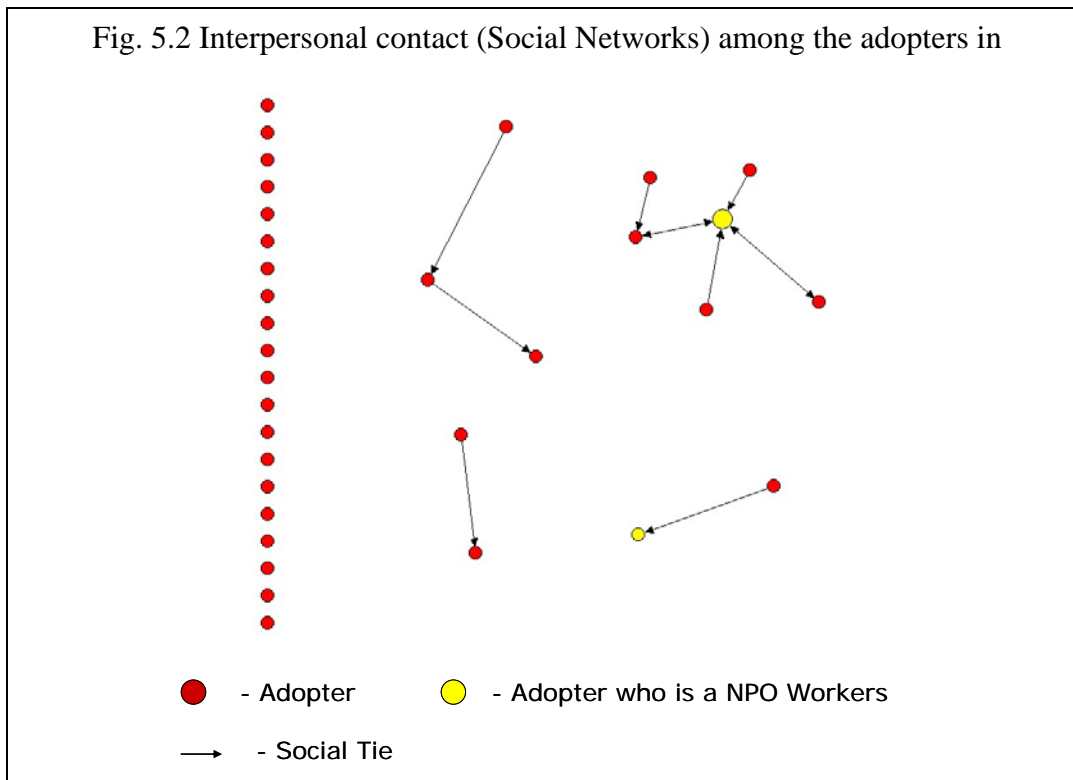 Fig. 5.2 Interpersonal contact (Social Networks) among the adopters in
- Adopter
- Adopter who is a NPO Workers
- Social Tie